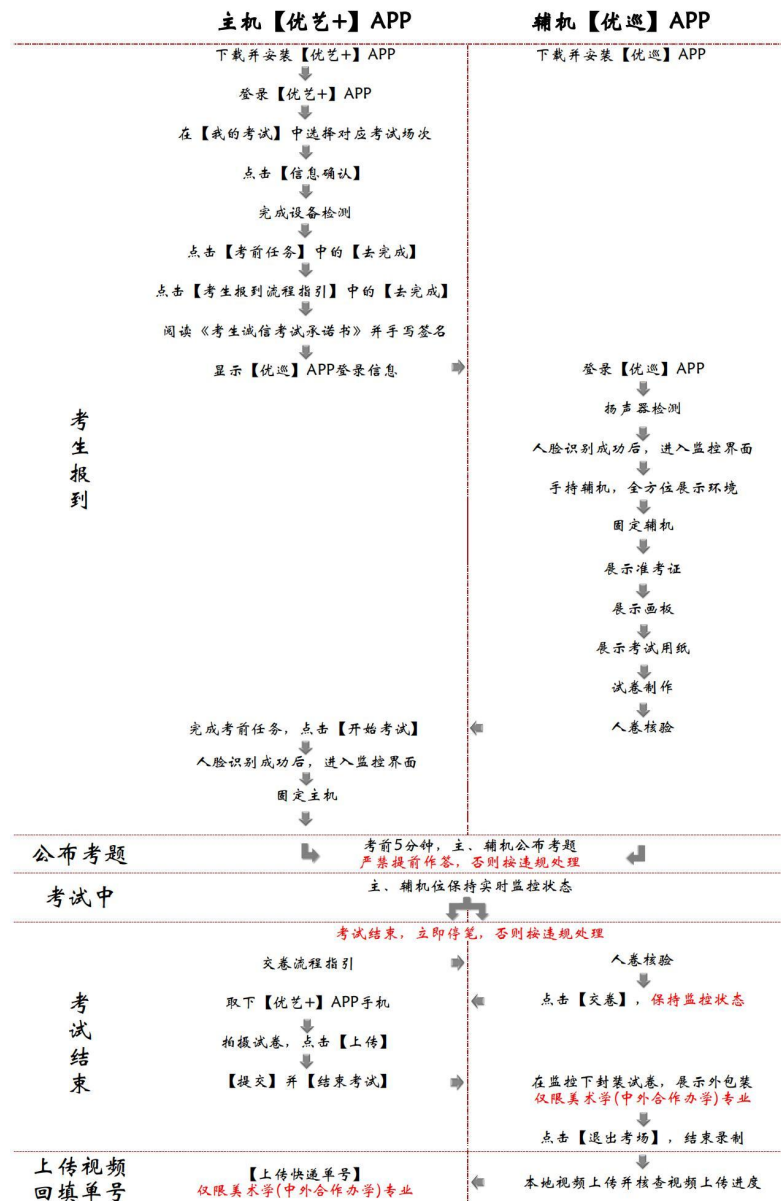 主机【优艺+】APP
辅机【优巡】APP
下载并安装【优艺+】APP
下载并安装【优巡】APP
登录【优艺+】APP
在【我的考试】中选择对应考试场次
点击【信息确认】
完成设备检测
点击【考前任务】中的【去完成】
点击【考生报到流程指引】中的【去完成】
阅读《考生诚信考试承诺书》并手写签名
显示【优巡】APP登录信息
登录【优巡】APP
扬声器检测
考生报到
人脸识别成功后，进入监控界面
手持辅机，全方位展示环境
固定辅机
展示准考证
展示画板
展示考试用纸
试卷制作
人卷核验
完成考前任务，点击【开始考试】
人脸识别成功后，进入监控界面
固定主机
公布考题
考前5分钟，主、辅机公布考题
严禁提前作答，否则按违规处理
考试中
主、辅机位保持实时监控状态
考试结束，立即停笔，否则按违规处理
考试结束
交卷流程指引
人卷核验
取下【优艺+】APP手机
点击【交卷】，保持监控状态
拍摄试卷，点击【上传】
【提交】并【结束考试】
在监控下封装试卷，展示外包装
仅限美术学(中外合作办学)专业
点击【退出考场】，结束录制
上传视频
回填单号
【上传快递单号】
仅限美术学(中外合作办学)专业
本地视频上传并核查视频上传进度